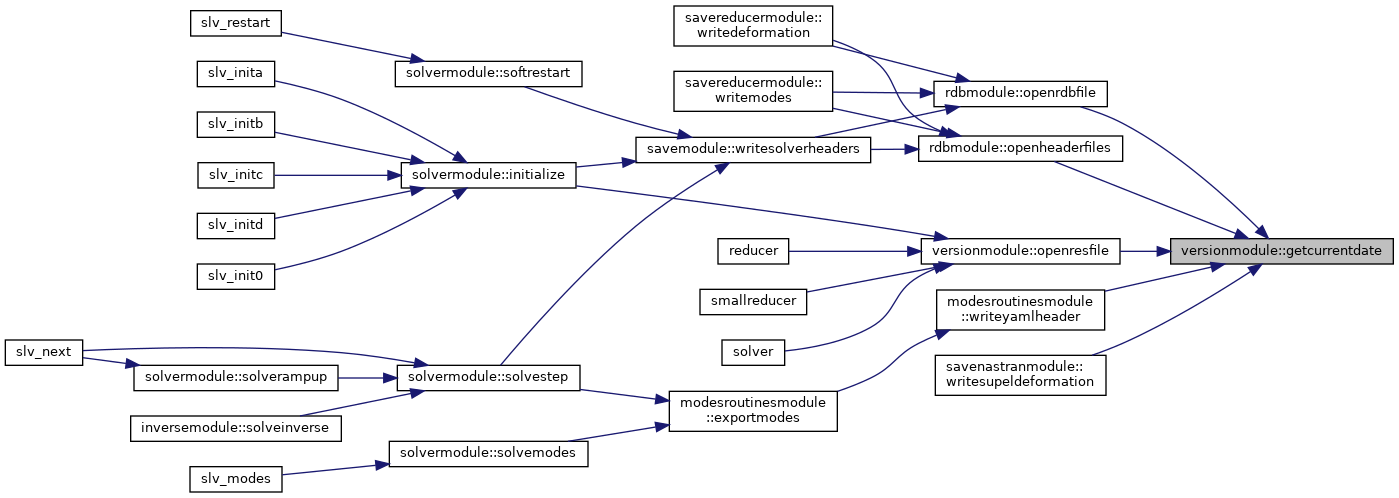 slv_restart
slv_inita
slv_initb
slv_initc
slv_initd
slv_init0
slv_next
solvermodule::solverampup
inversemodule::solveinverse
slv_modes
solvermodule::softrestart
solvermodule::initialize
solvermodule::solvestep
solvermodule::solvemodes
savereducermodule::
writedeformation
savereducermodule::
writemodes
savemodule::writesolverheaders
reducer
smallreducer
solver
modesroutinesmodule
::exportmodes
rdbmodule::openrdbfile
rdbmodule::openheaderfiles
versionmodule::openresfile
modesroutinesmodule
::writeyamlheader
savenastranmodule::
writesupeldeformation
versionmodule::getcurrentdate